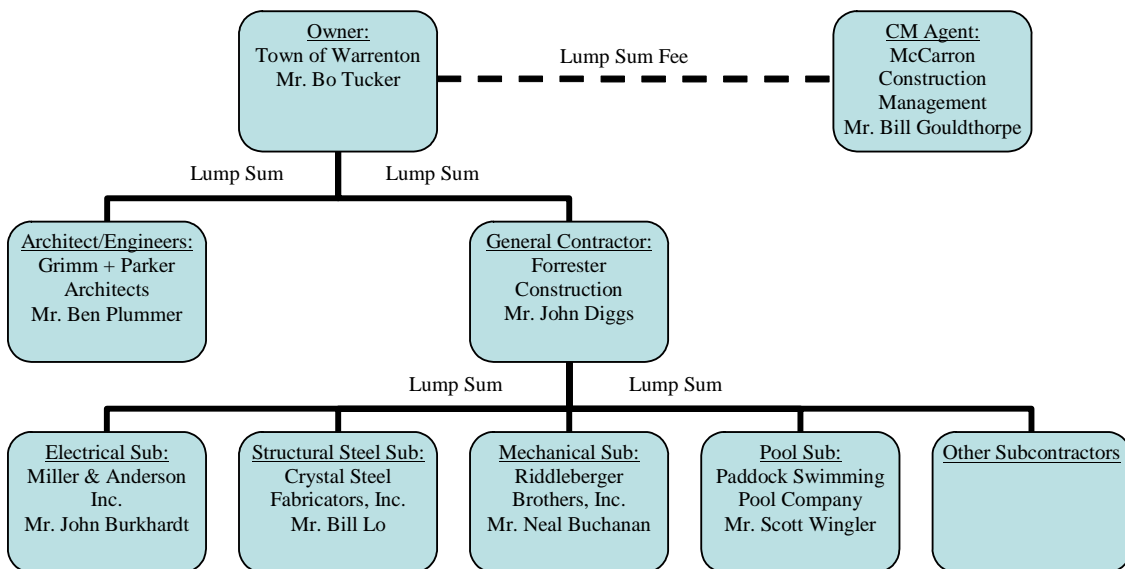 Owner:
Town of Warrenton
Mr. Bo Tucker
Lump Sum Fee
CM Agent:
McCarron
Construction
Management
Mr. Bill Gouldthorpe
Lump Sum
Lump Sum
Architect/Engineers:
Grimm + Parker
Architects
Mr. Ben Plummer
General Contractor:
Forrester
Construction
Mr. John Diggs
Lump Sum
Lump Sum
Electrical Sub:
Miller & Anderson
Inc.
Mr. John Burkhardt
Structural Steel Sub:
Crystal Steel
Fabricators, Inc.
Mr. Bill Lo
Mechanical Sub:
Riddleberger
Brothers, Inc.
Mr. Neal Buchanan
Pool Sub:
Paddock Swimming
Pool Company
Mr. Scott Wingler
Other Subcontractors